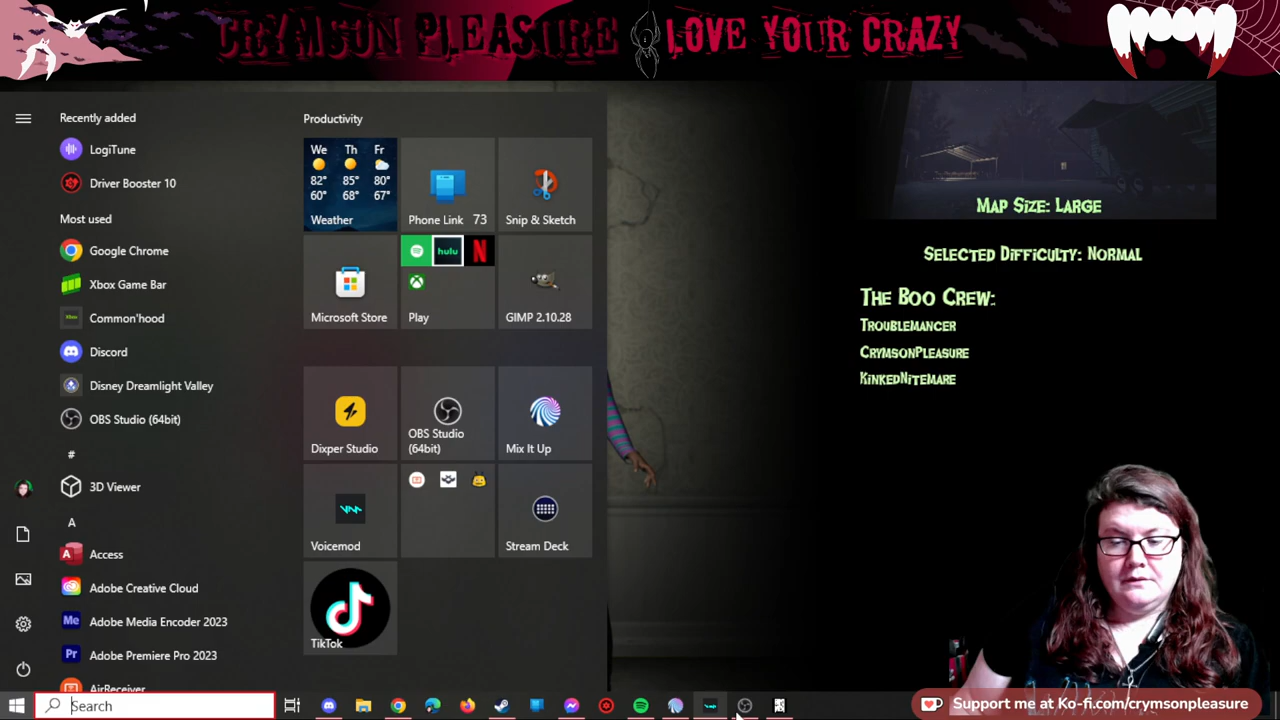 CRYMSON PLEASURE LOVE YOUR CRAZY
Recently added
LogiTune
Driver Booster 10
Most used
Google Chrome
Xbox Game Bar
Common'hood
Discord
Disney Dreamlight Valley
OBS Studio (64bit)
#
3D Viewer
A
Access
Adobe Creative Cloud
Adobe Media Encoder 2023
Adobe Premiere Pro 2023
AirReceiver
Search
Productivity
We Th Fr
82° 85° 80°
60° 68° 67°
Weather
Phone Link 73
Snip & Sketch
Microsoft Store
hulu
Play
GIMP 2.10.28
Dixper Studio
OBS Studio
(64bit)
Mix It Up
Voicemod
Stream Deck
TikTok
Map Size: Large
Selected Difficulty: Normal
The Boo Crew:
TroubleMancer
CrymsonPleasure
KinkedNitemare
Support me at Ko-fi.com/crymsonpleasure